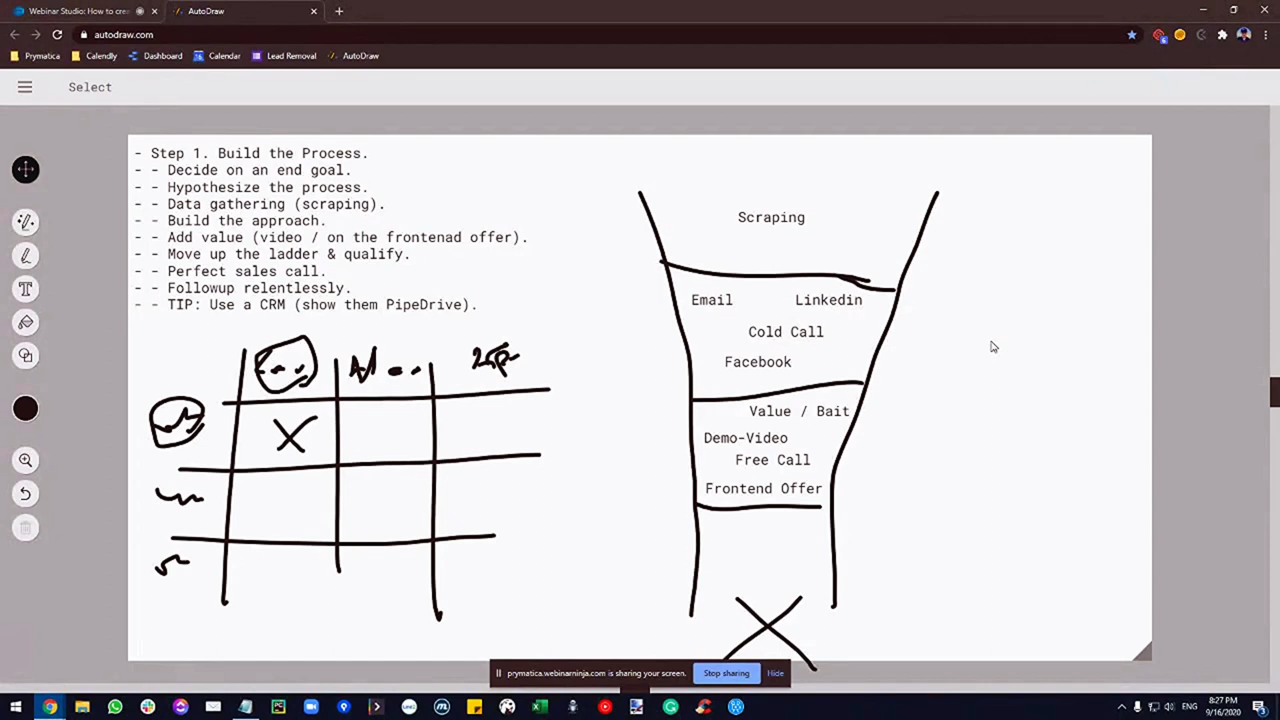 Webinar Studio: How to crea
AutoDraw
autodraw.com
Prymatica
Calendly
Dashboard
Calendar
Lead Removal
AutoDraw
Select
- Step 1. Build the Process.
- - Decide on an end goal.
- - Hypothesize the process.
- - Data gathering (scraping).
- - Build the approach.
- - Add value (video / on the frontenad offer).
- - Move up the ladder & qualify.
- - Perfect sales call.
- - Followup relentlessly.
- - TIP: Use a CRM (show them PipeDrive).
Scraping
Email Linkedin
Cold Call
Facebook
Value / Bait
Demo-Video
Free Call
Frontend Offer
prymatica.webinarninja.com is sharing your screen.
Stop sharing
Hide
ENG
8:27 PM
9/16/2020